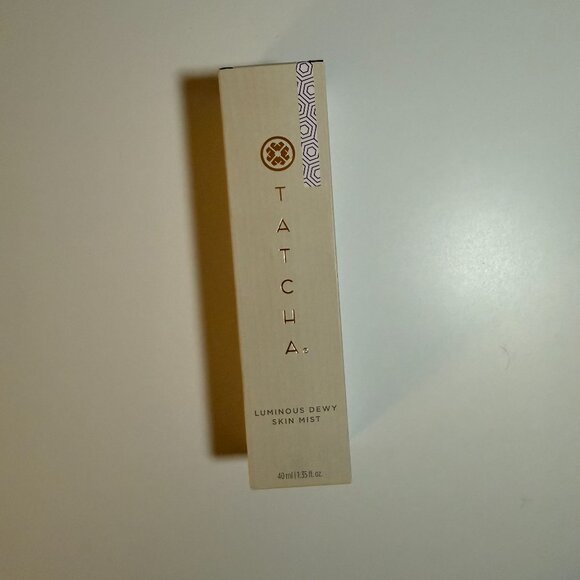 TATCHA
LUMINOUS DEWY
SKIN MIST
40 ml | 1.35 fl. oz.